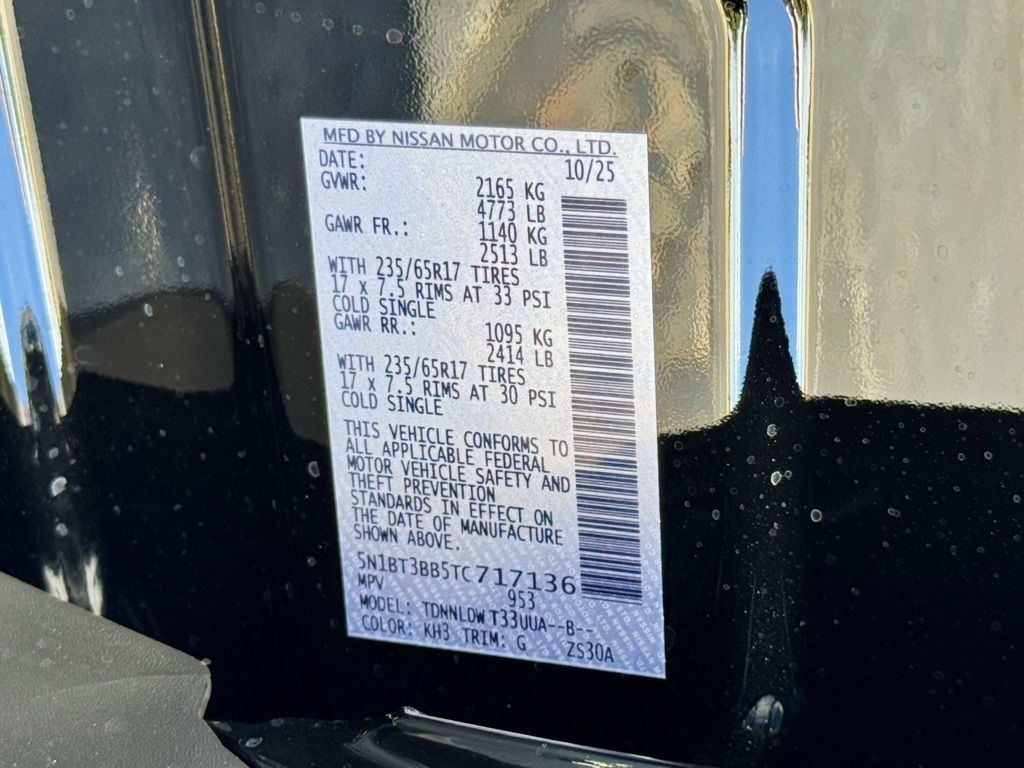 MFD BY NISSAN MOTOR CO., LTD.
DATE: 10/25
GVWR: 2165 KG
4773 LB
GAWR FR.: 1140 KG
2513 LB
WITH 235/65R17 TIRES
17 x 7.5 RIMS AT 33 PSI
COLD SINGLE
GAWR RR.: 1095 KG
2414 LB
WITH 235/65R17 TIRES
17 x 7.5 RIMS AT 30 PSI
COLD SINGLE
THIS VEHICLE CONFORMS TO
ALL APPLICABLE FEDERAL
MOTOR VEHICLE SAFETY AND
THEFT PREVENTION
STANDARDS IN EFFECT ON
THE DATE OF MANUFACTURE
SHOWN ABOVE.
5N1BT3BB5TC717136
MPV 953
MODEL: TDNNLDW T33UUA--B--
COLOR: KH3 TRIM: G ZS30A